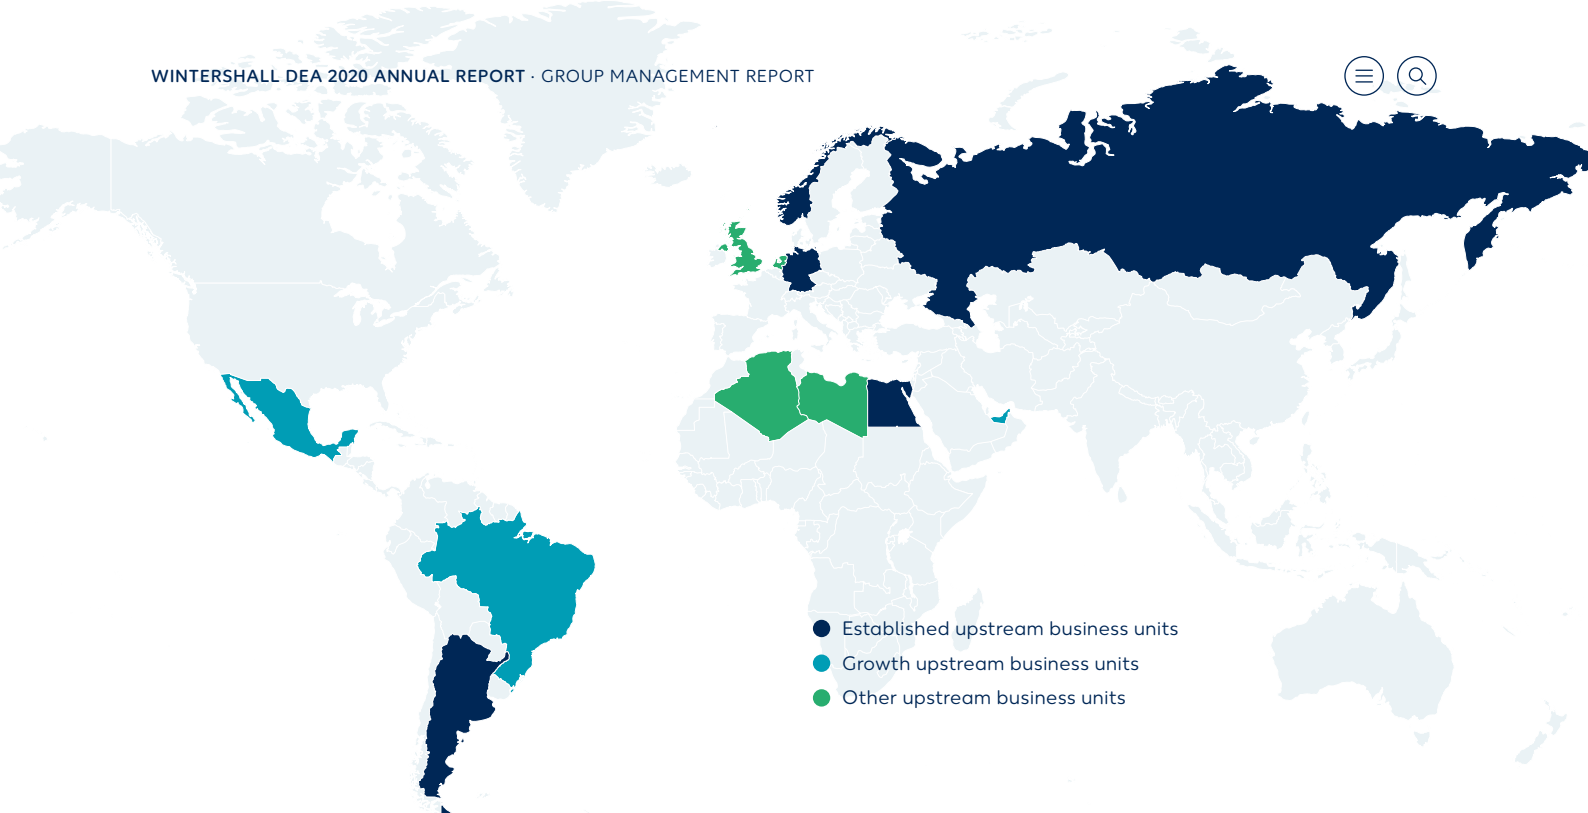 WINTERSHALL DEA 2020 ANNUAL REPORT · GROUP MANAGEMENT REPORT
Established upstream business units
Growth upstream business units
Other upstream business units